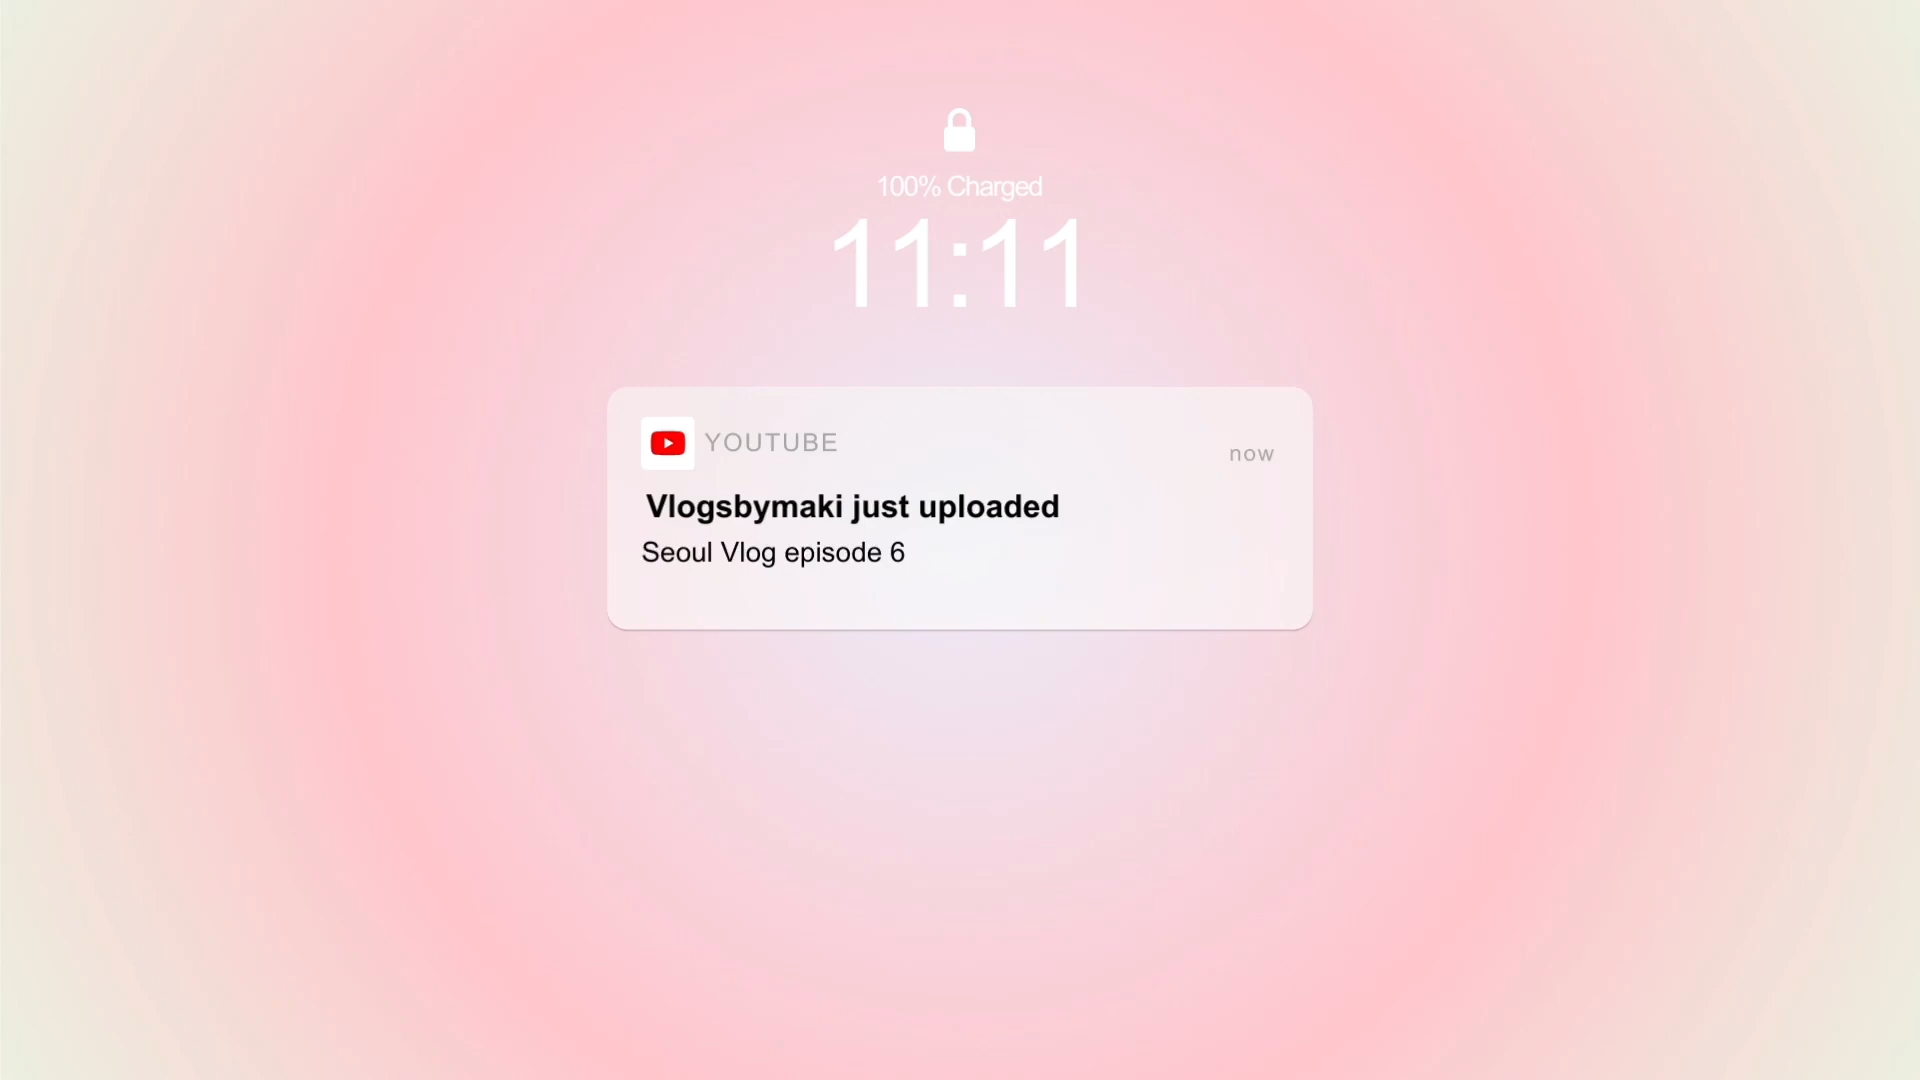 100% Charged
11:11
YOUTUBE
now
Vlogsbymaki just uploaded
Seoul Vlog episode 6